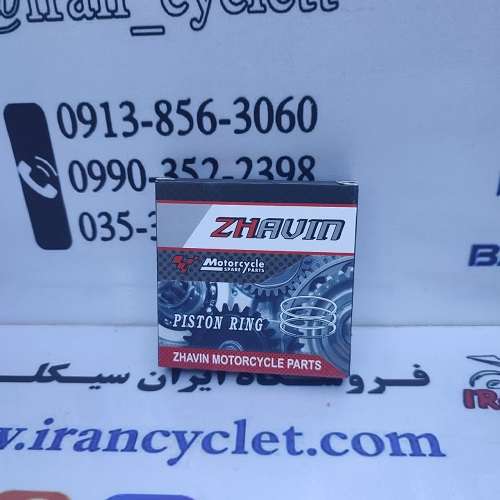 @iran_cyclett
0913-856-3060
0990-352-2398
035-3
ZHAVIN
Motorcycle
SPARE PARTS
PISTON RING
ZHAVIN MOTORCYCLE PARTS
فروشگاه ایران سیکلت
www.irancyclet.com